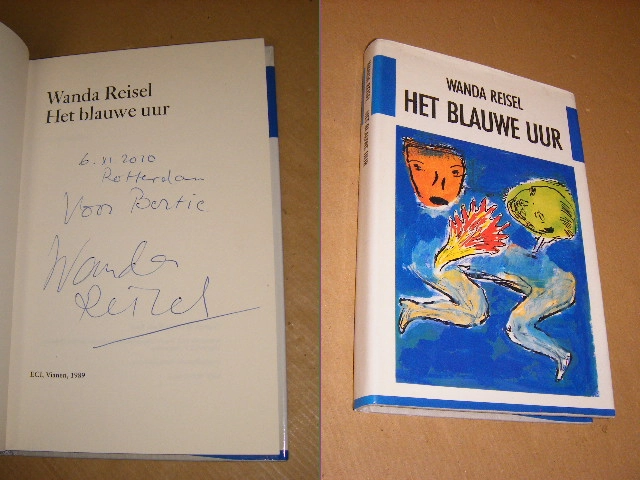 Wanda Reisel
Het blauwe uur
6.XI 2010
Rotterdam
Voor Bertie
Wanda
Reisel
ECI, Vianen, 1989
WANDA REISEL
HET BLAUWE UUR
WANDA REISEL HET BLAUWE UUR